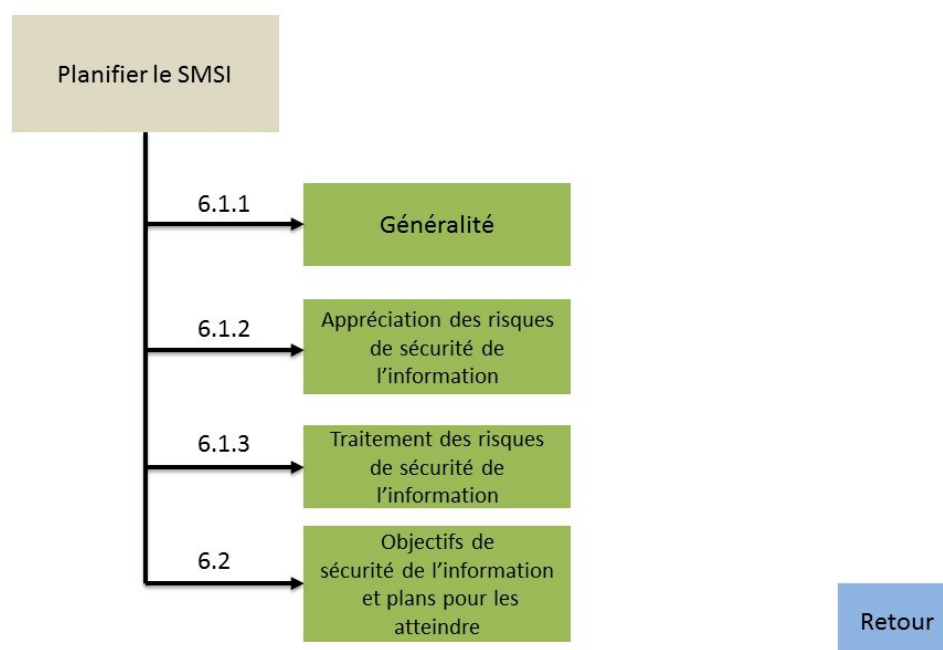 Planifier le SMSI
6.1.1
Généralité
6.1.2
Appréciation des risques
de sécurité de
l’information
6.1.3
Traitement des risques
de sécurité de
l’information
6.2
Objectifs de
sécurité de l’information
et plans pour les
atteindre
Retour